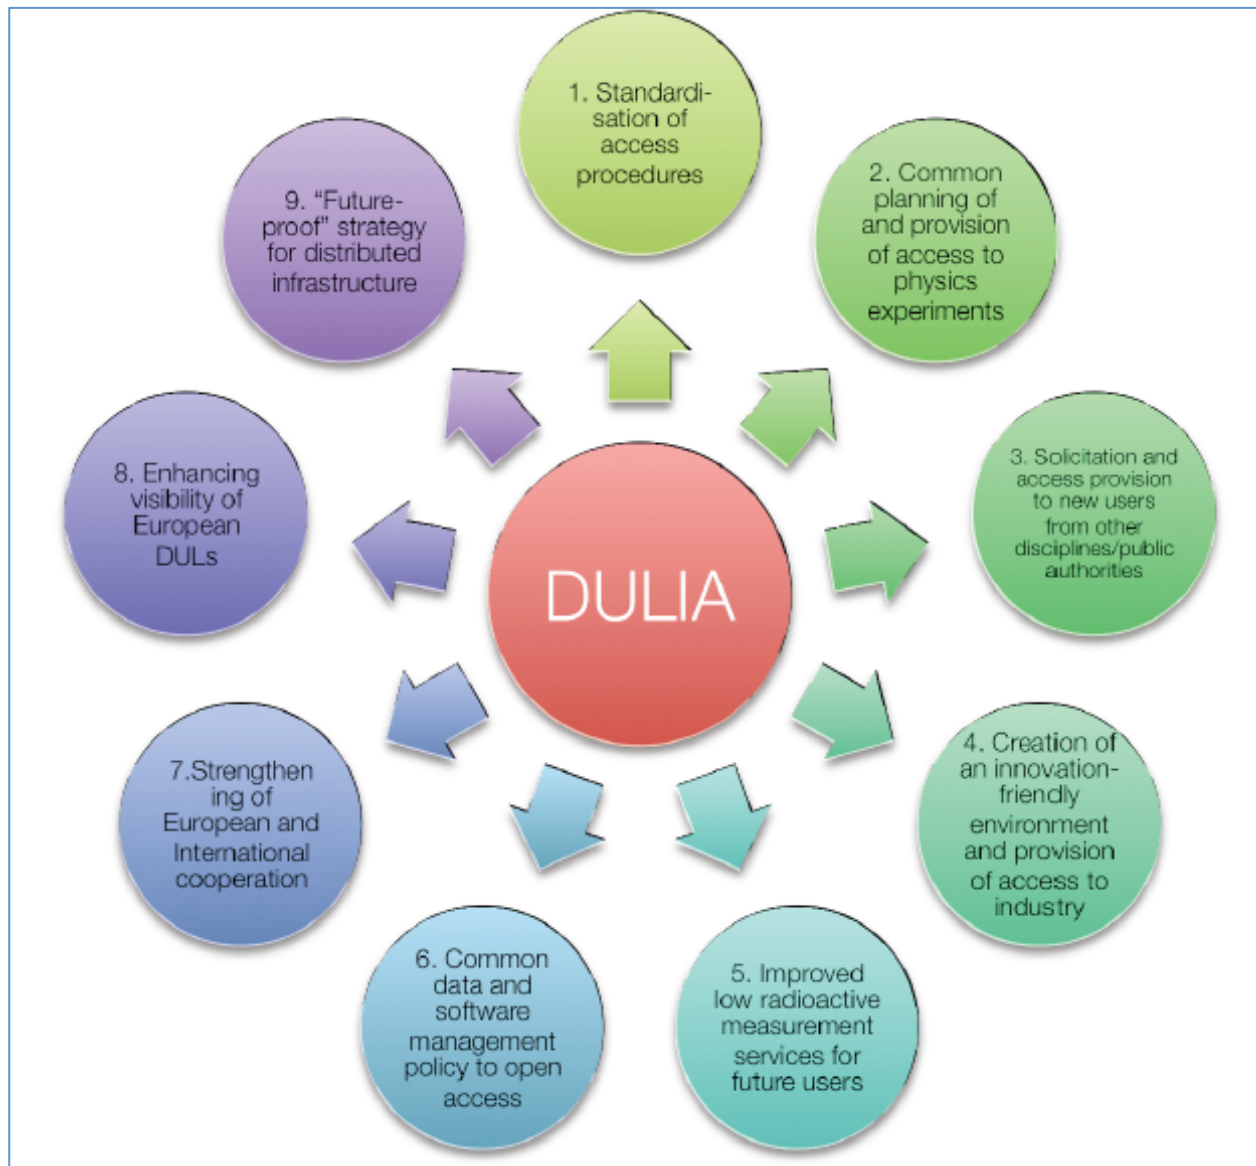 1. Standardi-
sation of
access
procedures
2. Common
planning of
and provision
of access to
physics
experiments
3. Solicitation and
access provision
to new users
from other
disciplines/public
authorities
4. Creation of
an innovation-
friendly
environment
and provision
of access to
industry
5. Improved
low radioactive
measurement
services for
future users
6. Common
data and
software
management
policy to open
access
7.Strengthen
ing of
European and
International
cooperation
8. Enhancing
visibility of
European
DULs
9. “Future-
proof” strategy
for distributed
infrastructure
DULIA